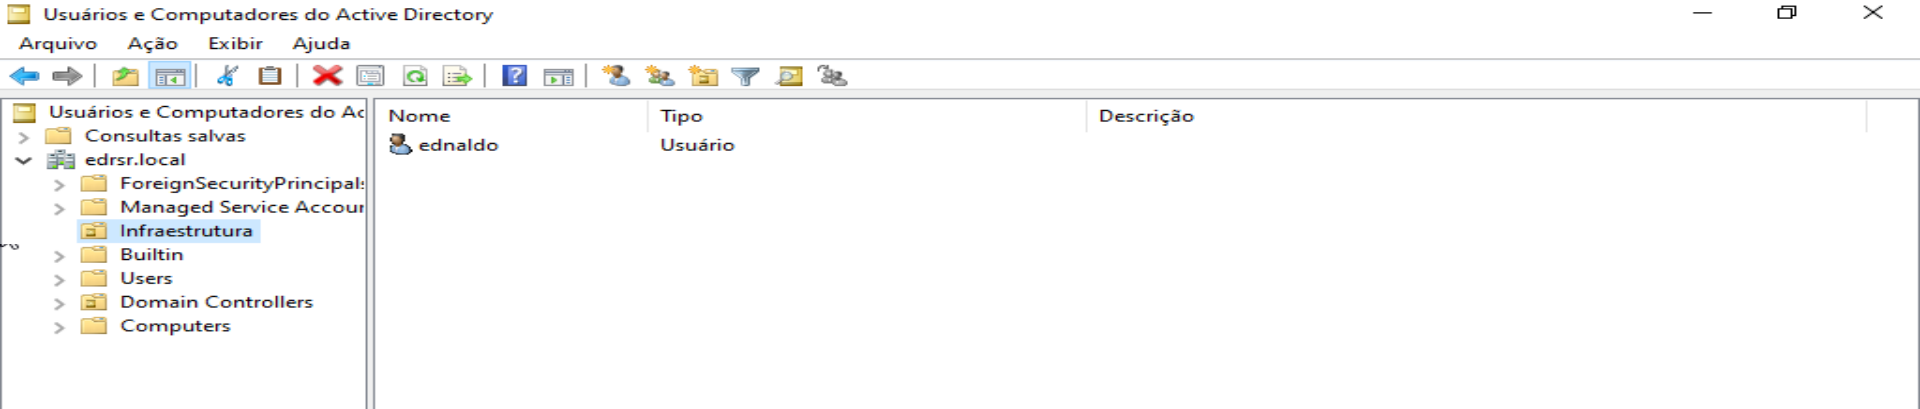 Usuários e Computadores do Active Directory
Arquivo Ação Exibir Ajuda
Usuários e Computadores do Ac
Consultas salvas
edrsr.local
ForeignSecurityPrincipals
Managed Service Accour
Infraestrutura
Builtin
Users
Domain Controllers
Computers
Nome Tipo Descrição
ednaldo Usuário